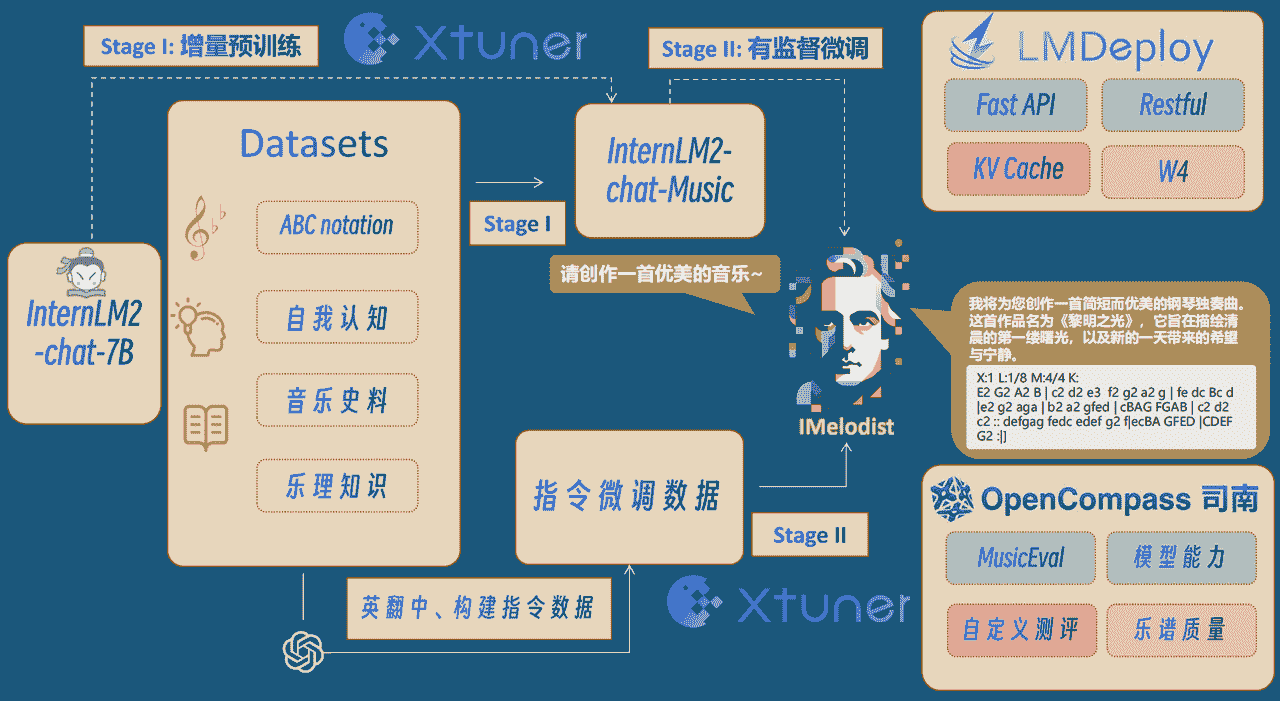 Stage I: 增量预训练
Xtuner
Stage II: 有监督微调
LMDeploy
Fast API
Restful
KV Cache
W4
Datasets
ABC notation
自我认知
音乐史料
乐理知识
InternLM2
-chat-7B
Stage I
InternLM2-
chat-Music
请创作一首优美的音乐~
IMelodist
我将为您创作一首简短而优美的钢琴独奏曲。
这首作品名为《黎明之光》，它旨在描绘清
晨的第一缕曙光，以及新的一天带来的希望
与宁静。
X:1 L:1/8 M:4/4 K:
E2 G2 A2 B | c2 d2 e3 f2 g2 a2 g | fe dc Bc d
|e2 g2 aga | b2 a2 gfed | cBAG FGAB | c2 d2
c2 :: defgag fedc edef g2 f|ecBA GFED |CDEF
G2 :|]
指令微调数据
Stage II
英翻中、构建指令数据
Xtuner
OpenCompass 司南
MusicEval
模型能力
自定义测评
乐谱质量